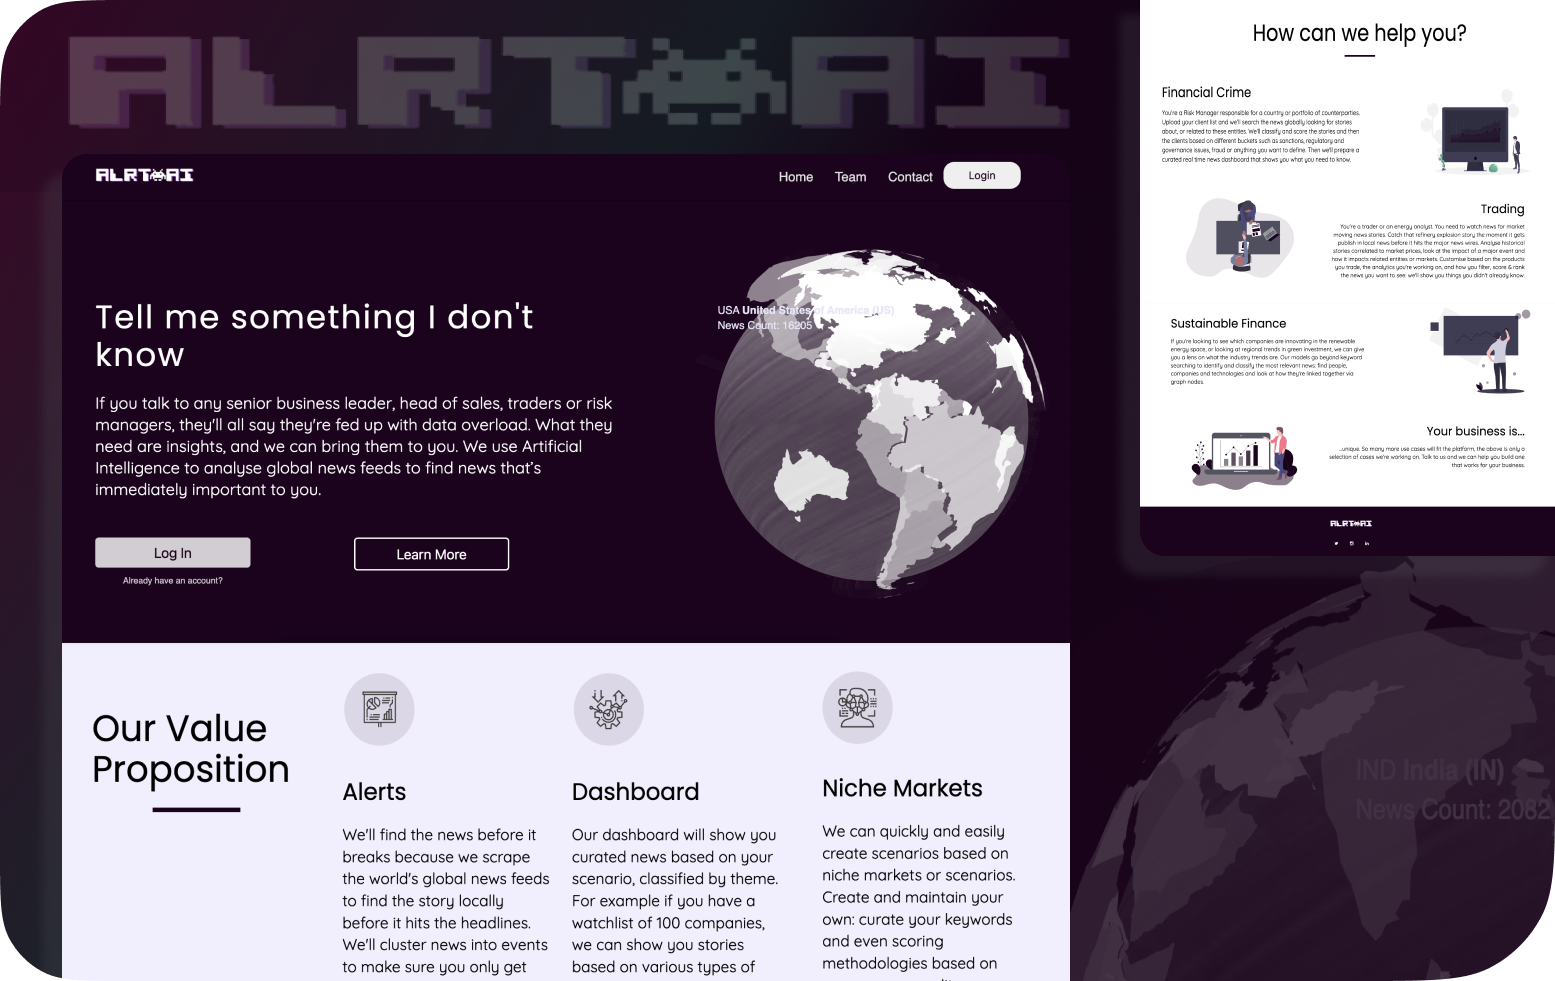 ALRT AI
ALRT AI
Home Team Contact Login
Tell me something I don't
know
If you talk to any senior business leader, head of sales, traders or risk
managers, they'll all say they're fed up with data overload. What they
need are insights, and we can bring them to you. We use Artificial
Intelligence to analyse global news feeds to find news that's
immediately important to you.
Log In
Learn More
Already have an account?
USA United States of America (US)
News Count: 16205
Our Value
Proposition
Alerts
We'll find the news before it
breaks because we scrape
the world's global news feeds
to find the story locally
before it hits the headlines.
We'll cluster news into events
to make sure you only get
Dashboard
Our dashboard will show you
curated news based on your
scenario, classified by theme.
For example if you have a
watchlist of 100 companies,
we can show you stories
based on various types of
Niche Markets
We can quickly and easily
create scenarios based on
niche markets or scenarios.
Create and maintain your
own: curate your keywords
and even scoring
methodologies based on
How can we help you?
Financial Crime
You're a Risk Manager responsible for a country or portfolio of counterparties.
Upload your client list and we'll search the news globally looking for stories
about, or related to these entities. We'll classify and score the stories and then
the clients based on different buckets such as sanctions, regulatory and
governance issues, fraud or anything you want to define. Then we'll prepare a
curated real time news dashboard that shows you what you need to know.
Trading
You're a trader or an energy analyst. You need to watch news for market
moving news stories. Catch that refinery explosion story the moment it gets
publish in local news before it hits the major news wires. Analyse historical
stories correlated to market prices, look at the impact of a major event and
how it impacts related entities or markets. Customise based on the products
you trade, the analytics you're working on, and how you filter, score & rank
the news you want to see: we'll show you things you didn't already know.
Sustainable Finance
If you're looking to see which companies are innovating in the renewable
energy space, or looking at regional trends in green investment, we can give
you a lens on what the industry trends are. Our models go beyond keyword
searching to identify and classify the most relevant news: find people,
companies and technologies and look at how they're linked together via
graph nodes.
Your business is...
...unique. So many more use cases will fit the platform, the above is only a
selection of cases we're working on. Talk to us and we can help you build one
that works for your business.
ALRT AI
IND India (IN)
News Count: 2082